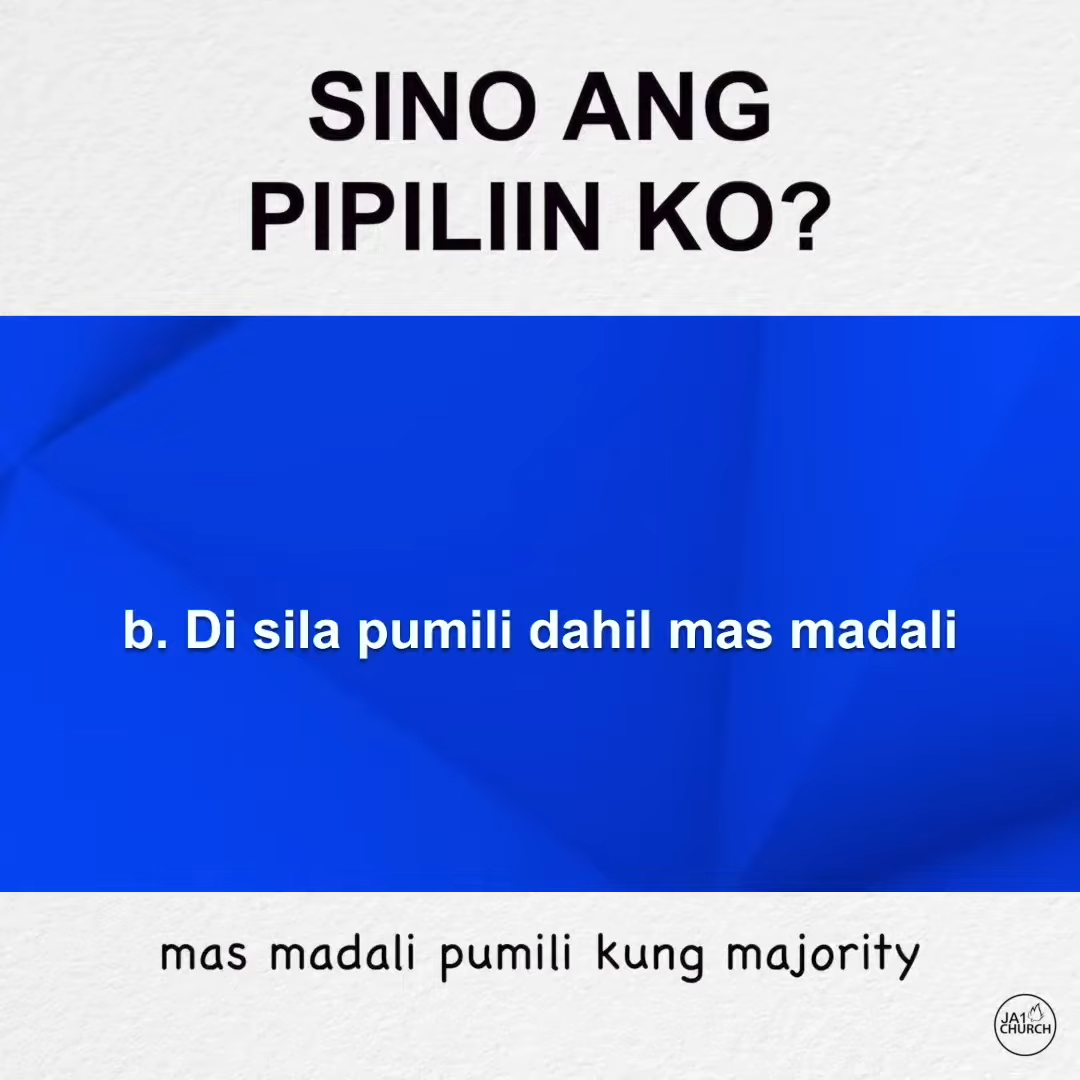 SINO ANG
PIPILIIN KO?
b. Di sila pumili dahil mas madali
mas madali pumili kung majority
JA1
CHURCH